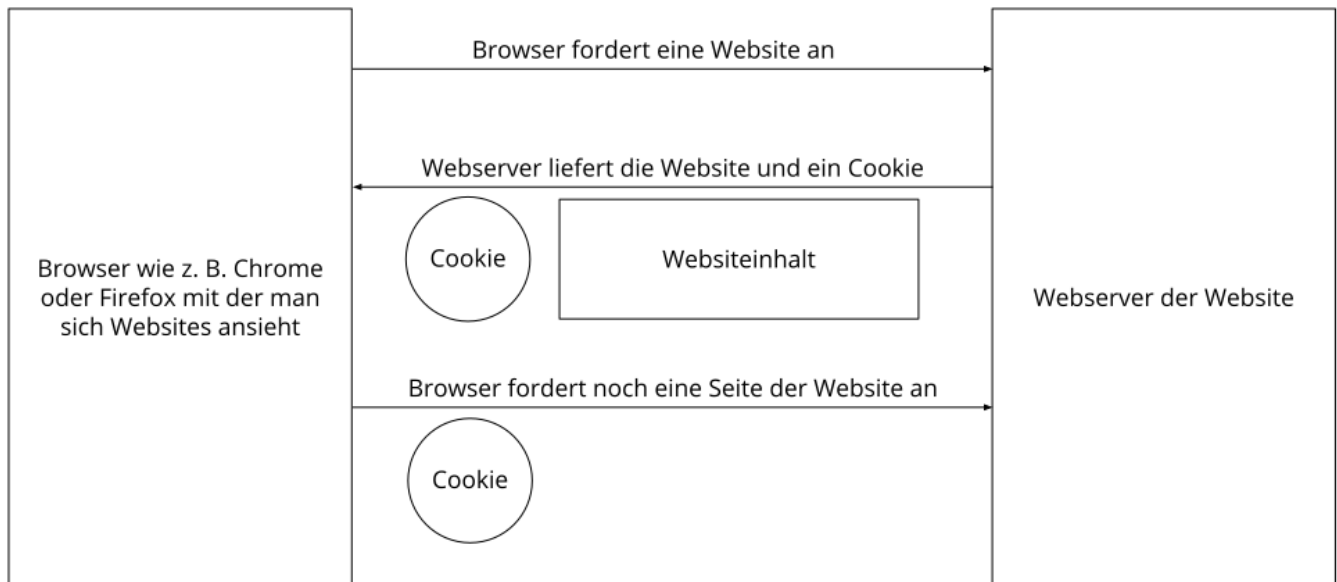 Browser fordert eine Website an
Webserver liefert die Website und ein Cookie
Cookie
Websiteinhalt
Browser wie z. B. Chrome
oder Firefox mit der man
sich Websites ansieht
Webserver der Website
Browser fordert noch eine Seite der Website an
Cookie